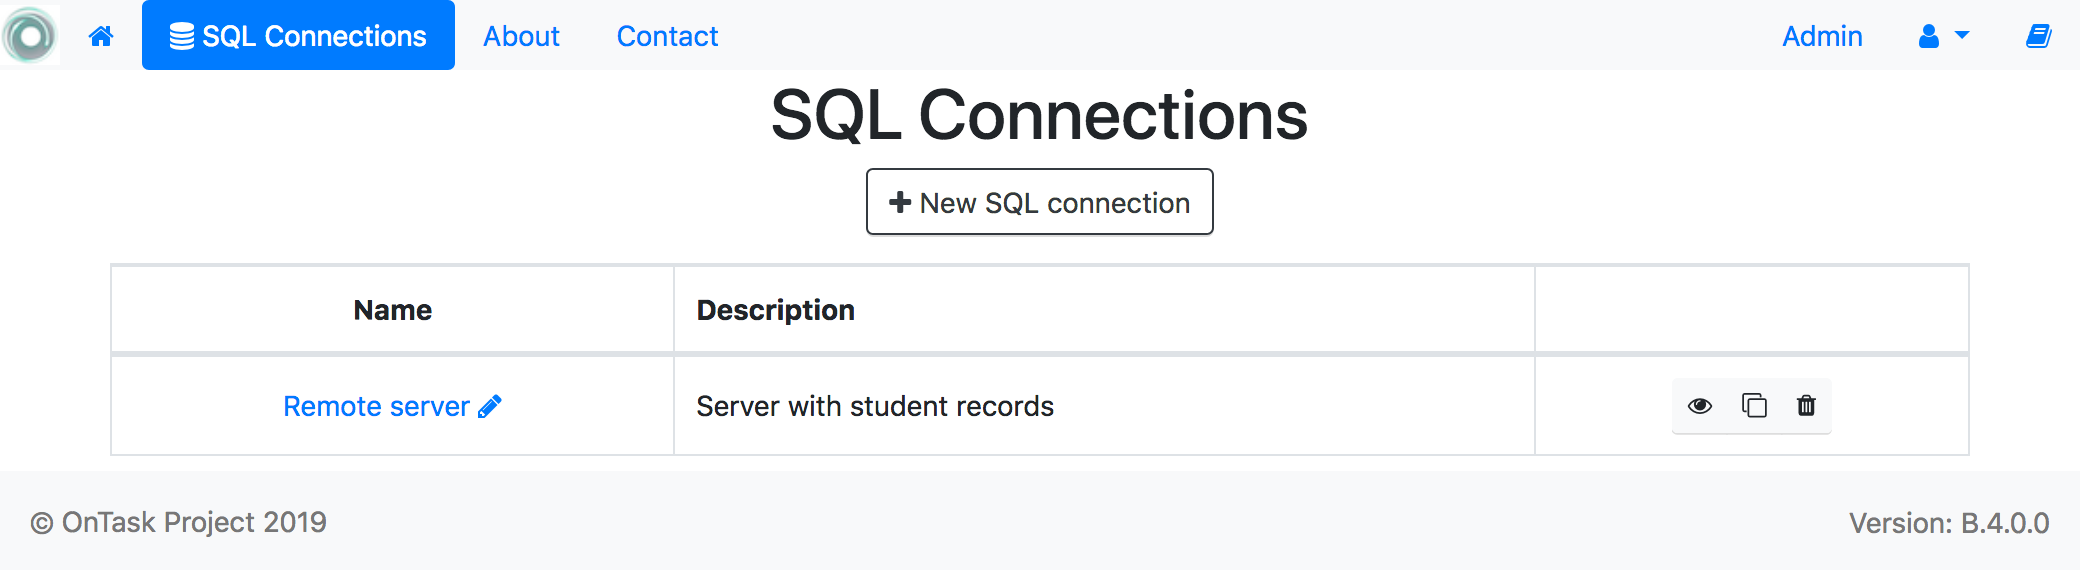 SQL Connections About Contact Admin
SQL Connections
New SQL connection
Name Description
Remote server Server with student records
© OnTask Project 2019 Version: B.4.0.0